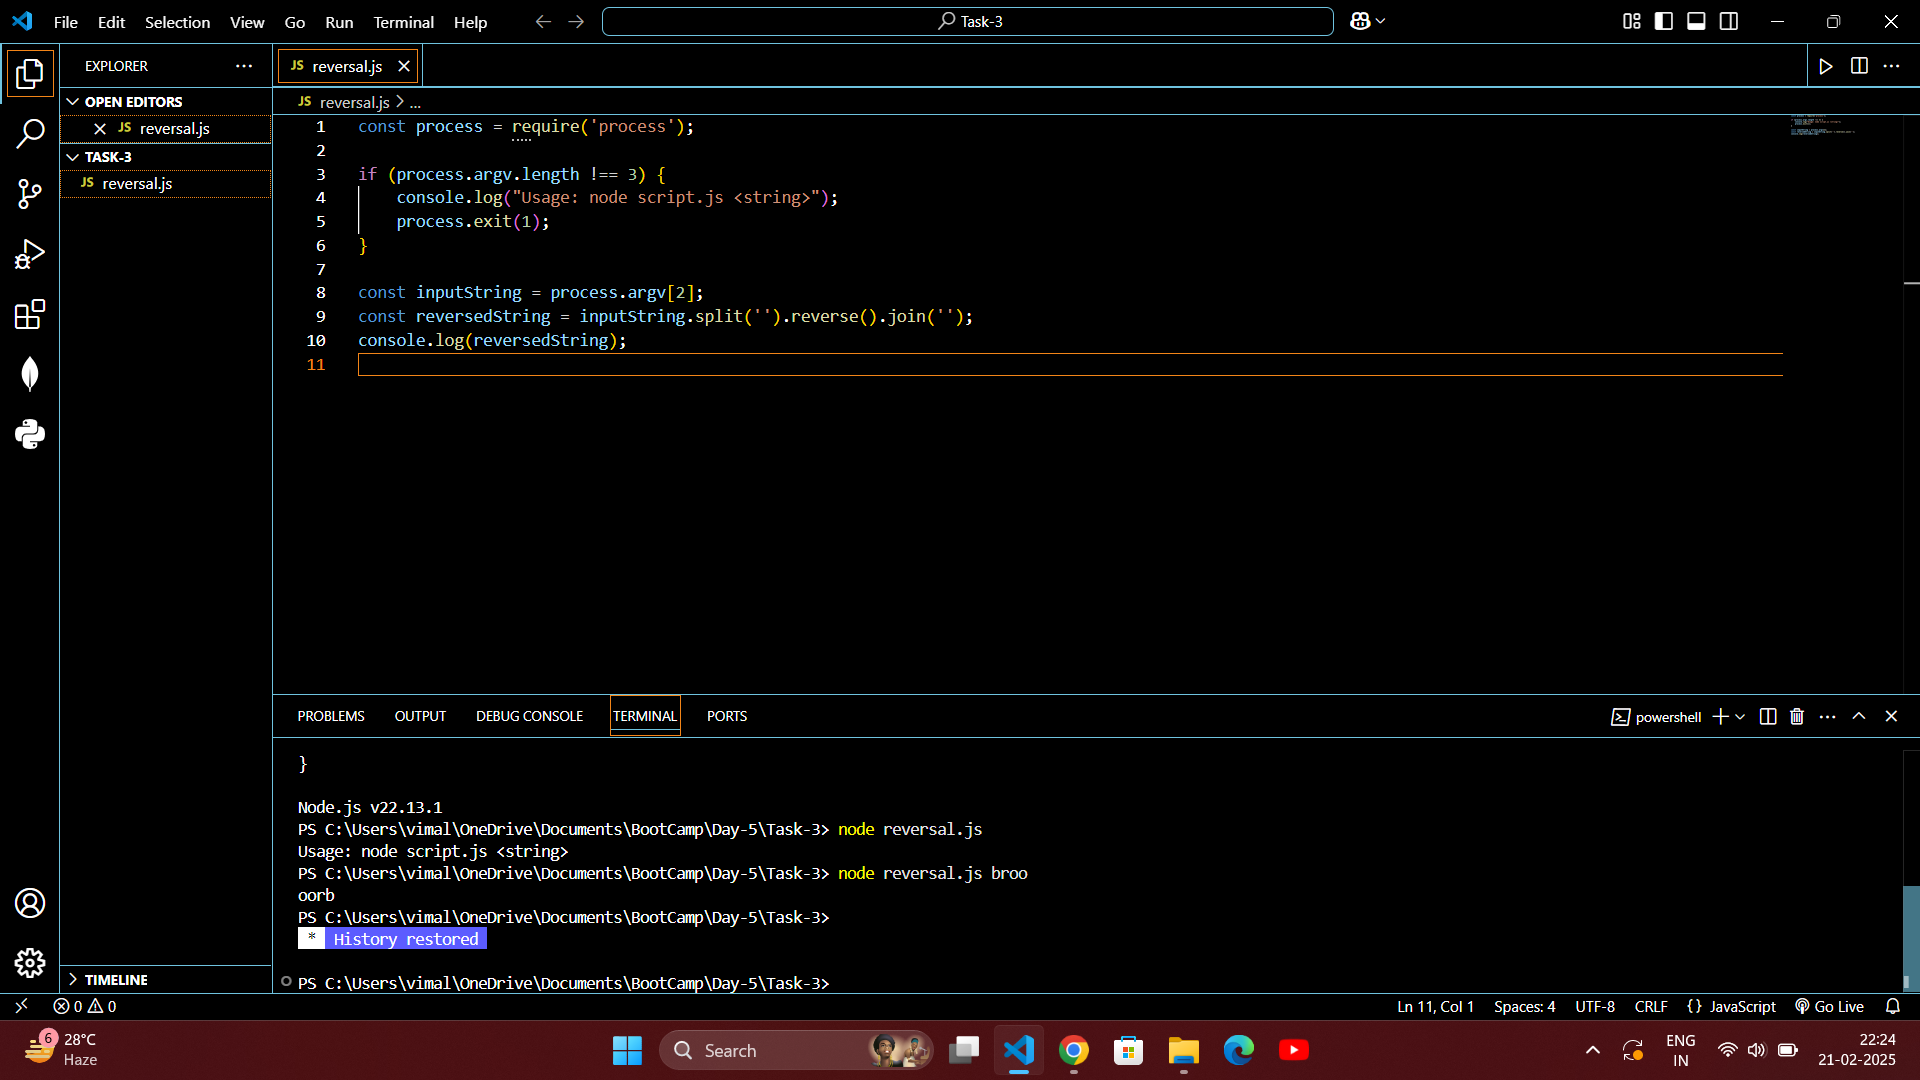 File Edit Selection View Go Run Terminal Help
Task-3
EXPLORER
JS reversal.js
OPEN EDITORS
JS reversal.js
TASK-3
JS reversal.js
JS reversal.js > ...
1 const process = require('process');
2
3 if (process.argv.length !== 3) {
4 console.log("Usage: node script.js <string>");
5 process.exit(1);
6 }
7
8 const inputString = process.argv[2];
9 const reversedString = inputString.split('').reverse().join('');
10 console.log(reversedString);
11
PROBLEMS OUTPUT DEBUG CONSOLE TERMINAL PORTS
powershell
}
Node.js v22.13.1
PS C:\Users\vimal\OneDrive\Documents\BootCamp\Day-5\Task-3> node reversal.js
Usage: node script.js <string>
PS C:\Users\vimal\OneDrive\Documents\BootCamp\Day-5\Task-3> node reversal.js broo
oorb
PS C:\Users\vimal\OneDrive\Documents\BootCamp\Day-5\Task-3>
* History restored
PS C:\Users\vimal\OneDrive\Documents\BootCamp\Day-5\Task-3>
TIMELINE
0 0
Ln 11, Col 1 Spaces: 4 UTF-8 CRLF {} JavaScript Go Live
6
28°C
Haze
Search
ENG
IN
22:24
21-02-2025